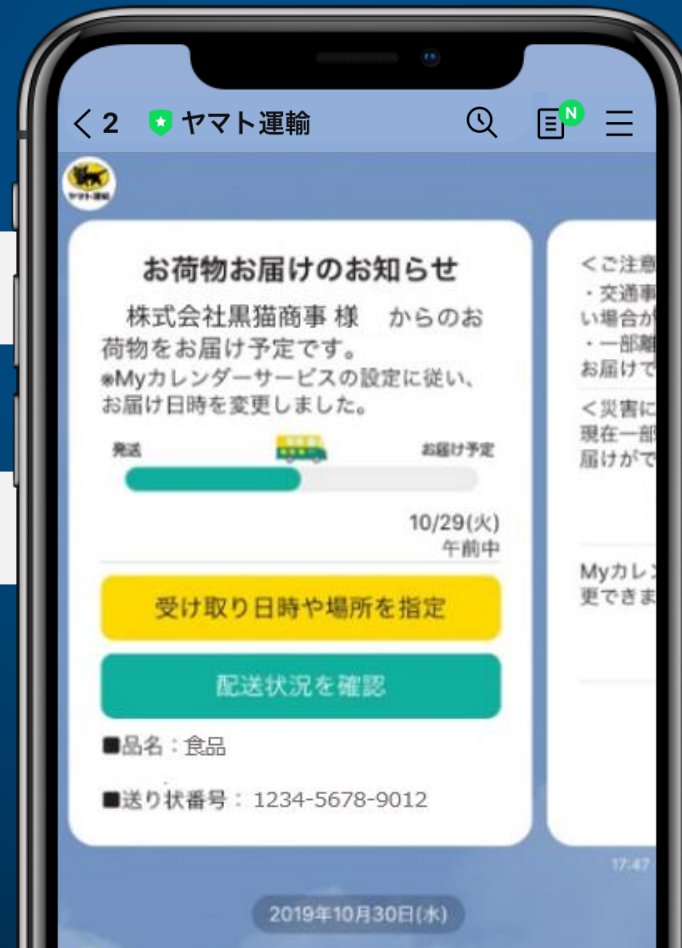 2 ヤマト運輸 N
ヤマト運輸
お荷物お届けのお知らせ
株式会社黒猫商事 様 からのお
荷物をお届け予定です。
※Myカレンダーサービスの設定に従い、
お届け日時を変更しました。
発送 お届け予定
10/29(火)
午前中
受け取り日時や場所を指定
配送状況を確認
■品名：食品
■送り状番号： 1234-5678-9012
＜ご注意
・交通事
い場合が
・一部離
お届けで
＜災害に
現在一部
届けがで
Myカレン
更できま
17:47
2019年10月30日(水)